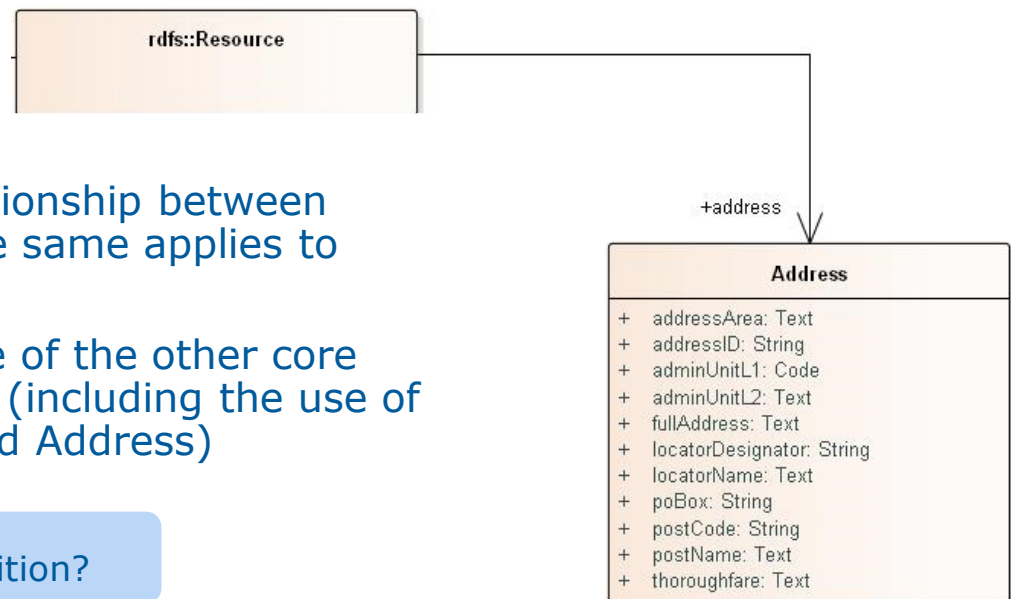 rdfs::Resource
tionship between
e same applies to
e of the other core
(including the use of
d Address)
ition?
+address
Address
+ addressArea: Text
+ addressID: String
+ adminUnitL1: Code
+ adminUnitL2: Text
+ fullAddress: Text
+ locatorDesignator: String
+ locatorName: Text
+ poBox: String
+ postCode: String
+ postName: Text
+ thoroughfare: Text